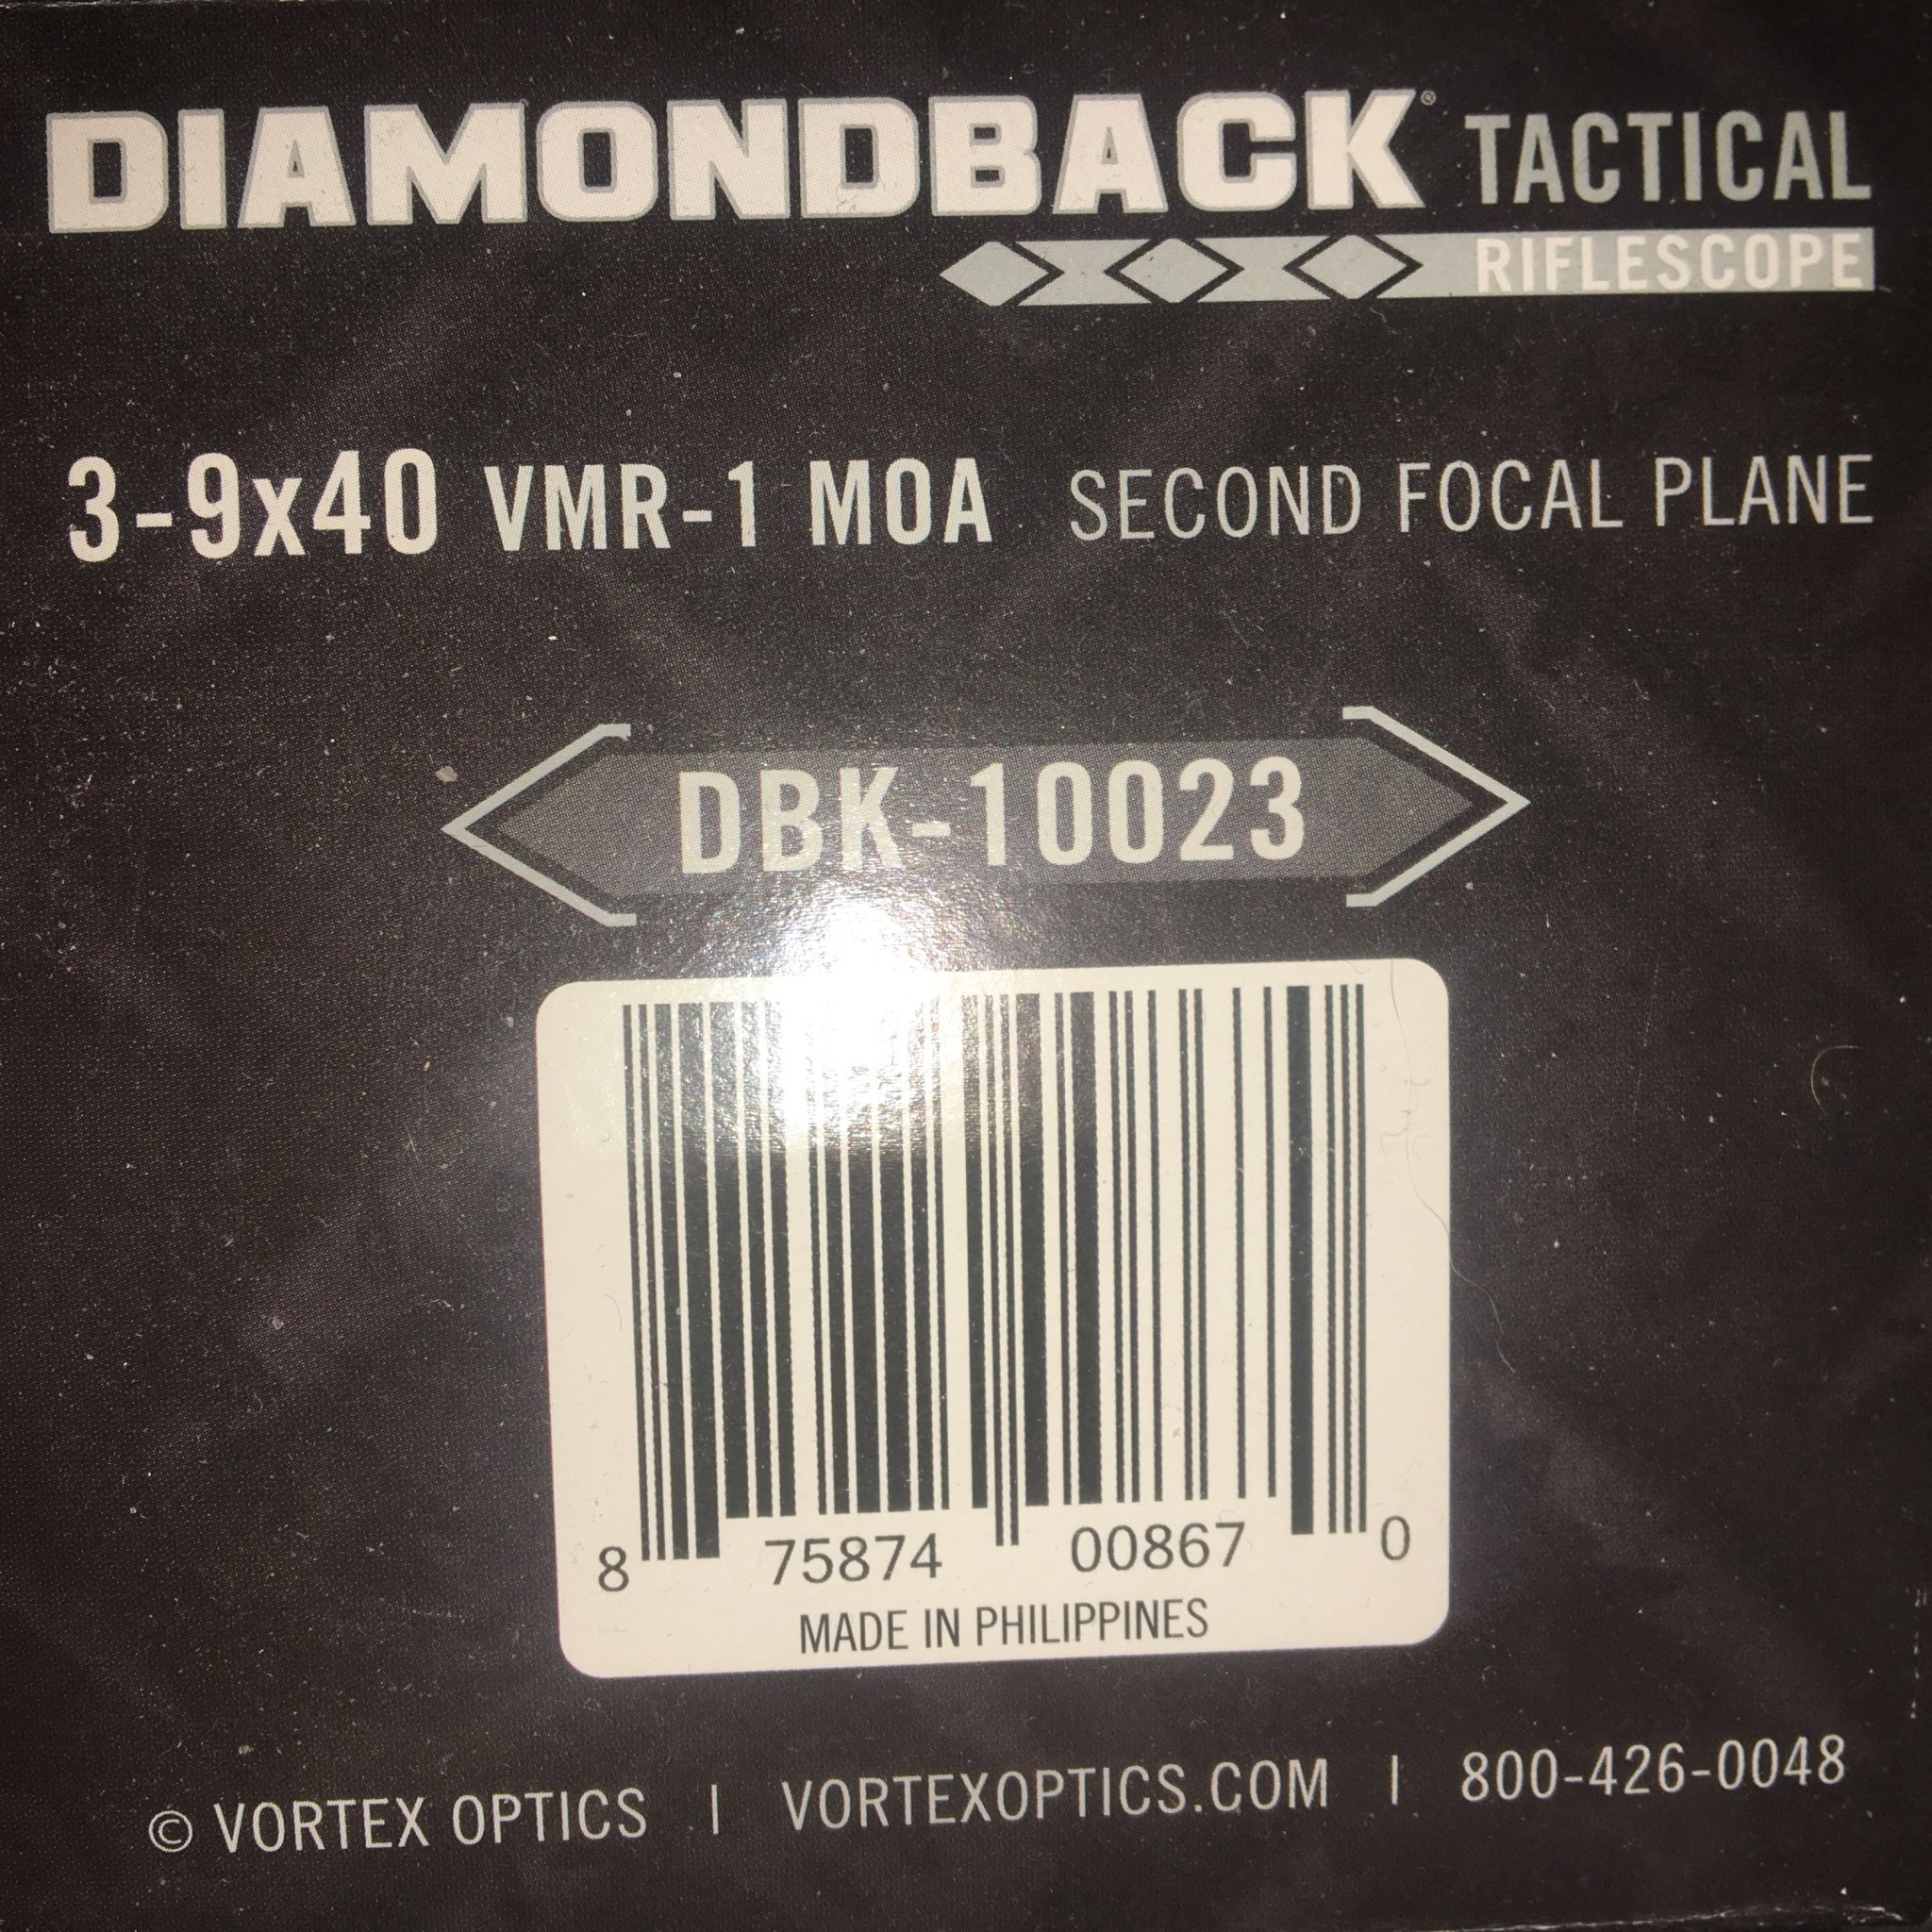 DIAMONDBACK® TACTICAL
RIFLESCOPE
3-9x40 VMR-1 MOA SECOND FOCAL PLANE
DBK-10023
8 75874 00867 0
MADE IN PHILIPPINES
© VORTEX OPTICS | VORTEXOPTICS.COM | 800-426-0048